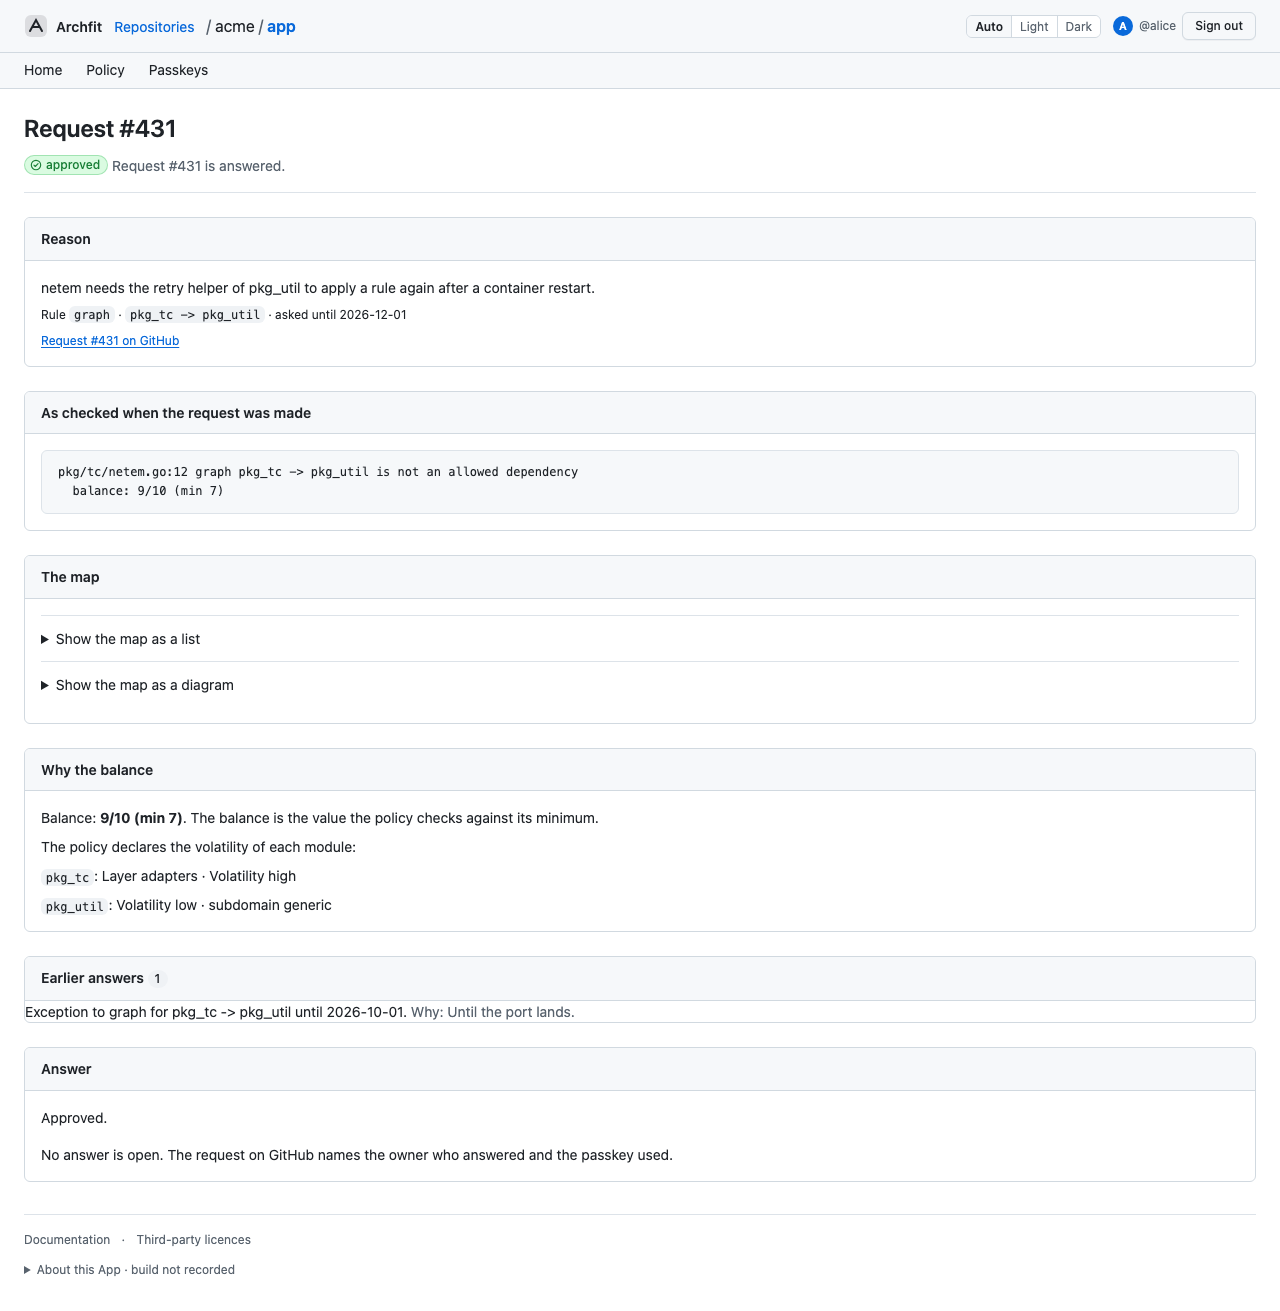 Archfit Repositories / acme / app
Auto Light Dark A @alice Sign out
Home Policy Passkeys
Request #431
approved Request #431 is answered.
Reason
netem needs the retry helper of pkg_util to apply a rule again after a container restart.
Rule graph · pkg_tc -> pkg_util · asked until 2026-12-01
Request #431 on GitHub
As checked when the request was made
pkg/tc/netem.go:12 graph pkg_tc -> pkg_util is not an allowed dependency
balance: 9/10 (min 7)
The map
Show the map as a list
Show the map as a diagram
Why the balance
Balance: 9/10 (min 7). The balance is the value the policy checks against its minimum.
The policy declares the volatility of each module:
pkg_tc: Layer adapters · Volatility high
pkg_util: Volatility low · subdomain generic
Earlier answers 1
Exception to graph for pkg_tc -> pkg_util until 2026-10-01. Why: Until the port lands.
Answer
Approved.
No answer is open. The request on GitHub names the owner who answered and the passkey used.
Documentation · Third-party licences
About this App · build not recorded